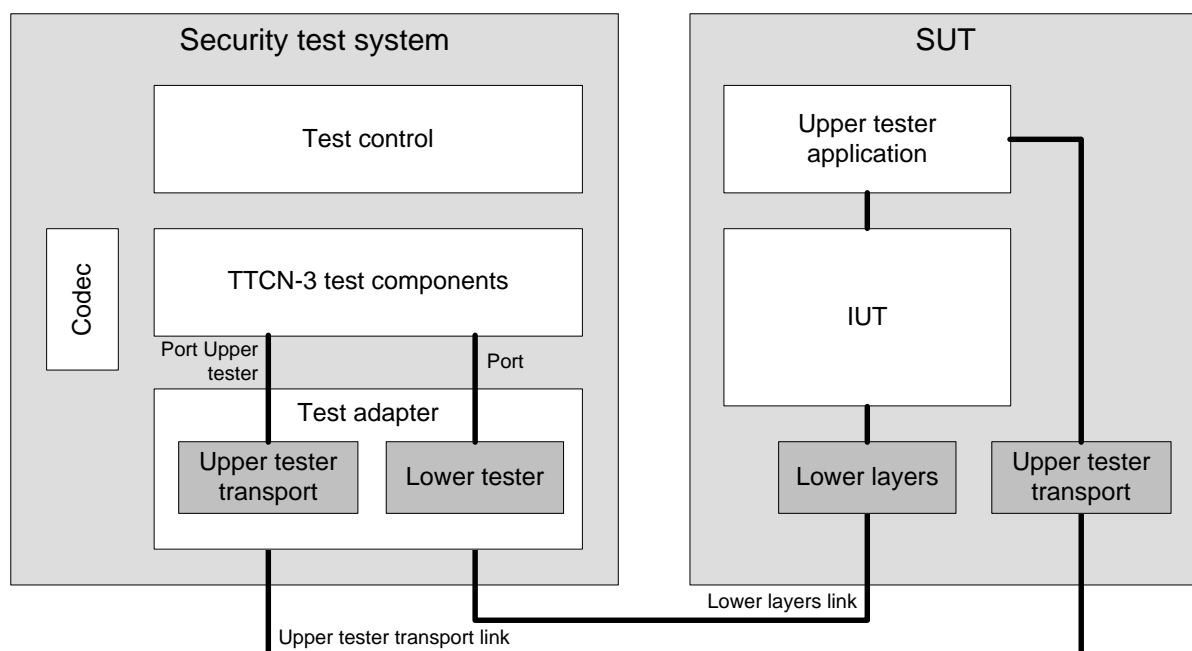 Security test system
Test control
Codec
TTCN-3 test components
Port Upper
tester
Port
Test adapter
Upper tester
transport
Lower tester
Upper tester transport link
SUT
Upper tester
application
IUT
Lower layers
Upper tester
transport
Lower layers link